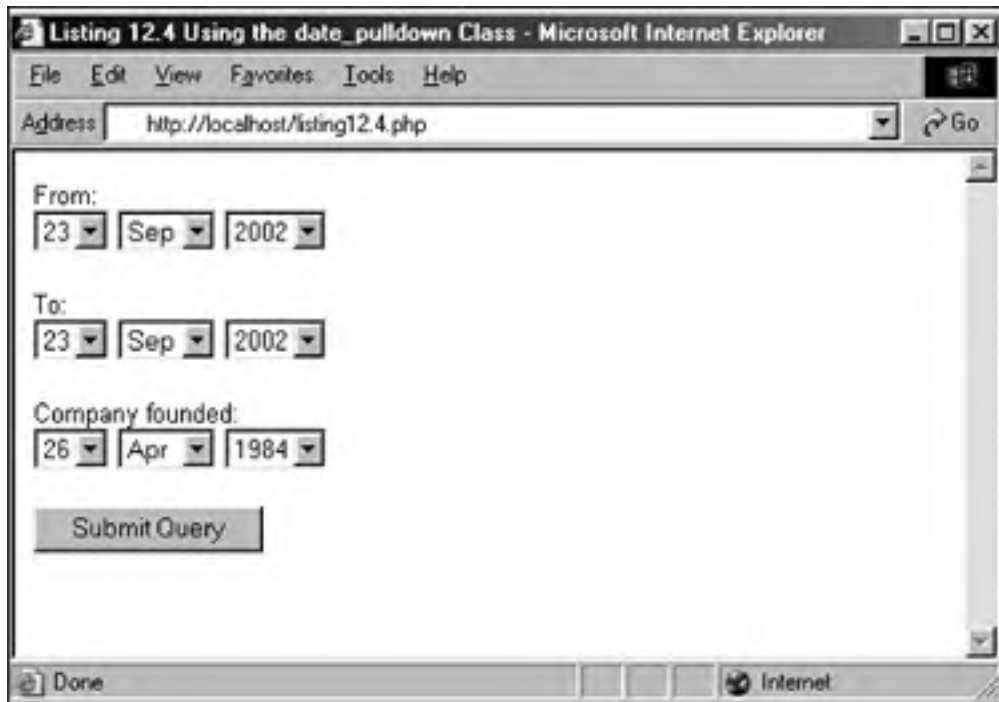 Listing 12.4 Using the date_pulldown Class - Microsoft Internet Explorer
File Edit View Favorites Tools Help
Address http://localhost/listing12.4.php Go
From:
23 Sep 2002
To:
23 Sep 2002
Company founded:
26 Apr 1984
Submit Query
Done Internet